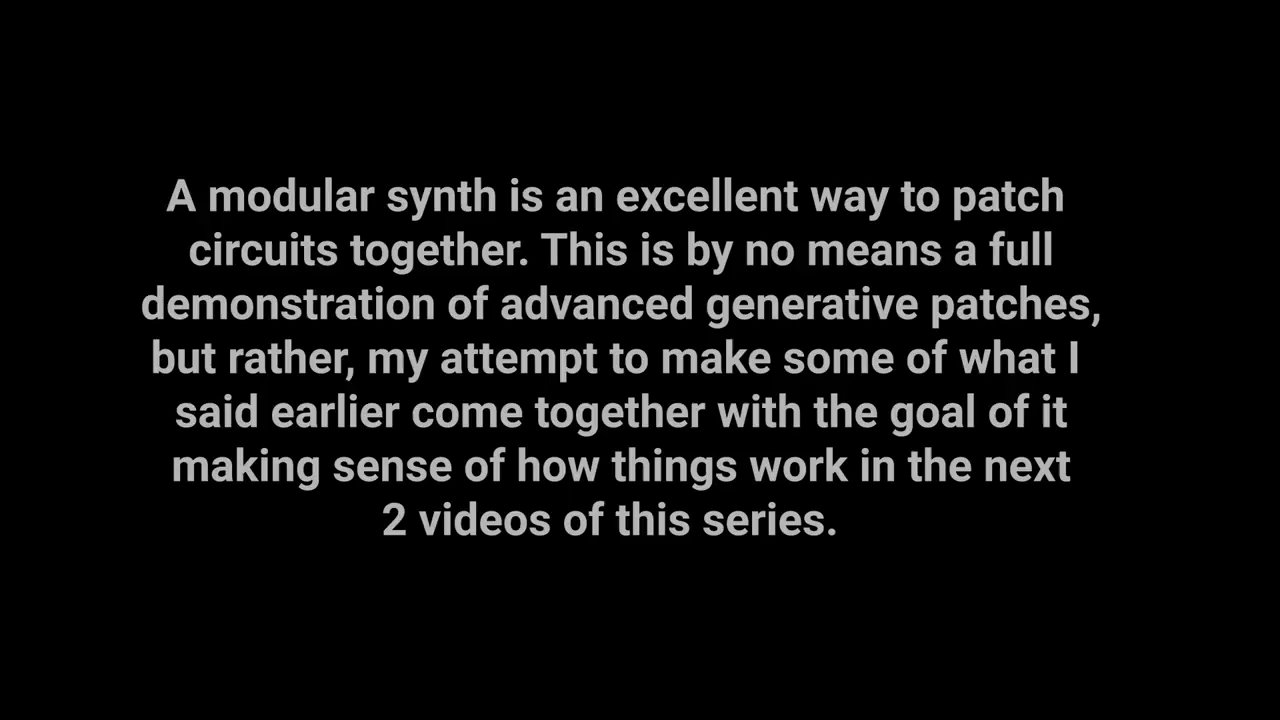 A modular synth is an excellent way to patch
circuits together. This is by no means a full
demonstration of advanced generative patches,
but rather, my attempt to make some of what I
said earlier come together with the goal of it
making sense of how things work in the next
2 videos of this series.